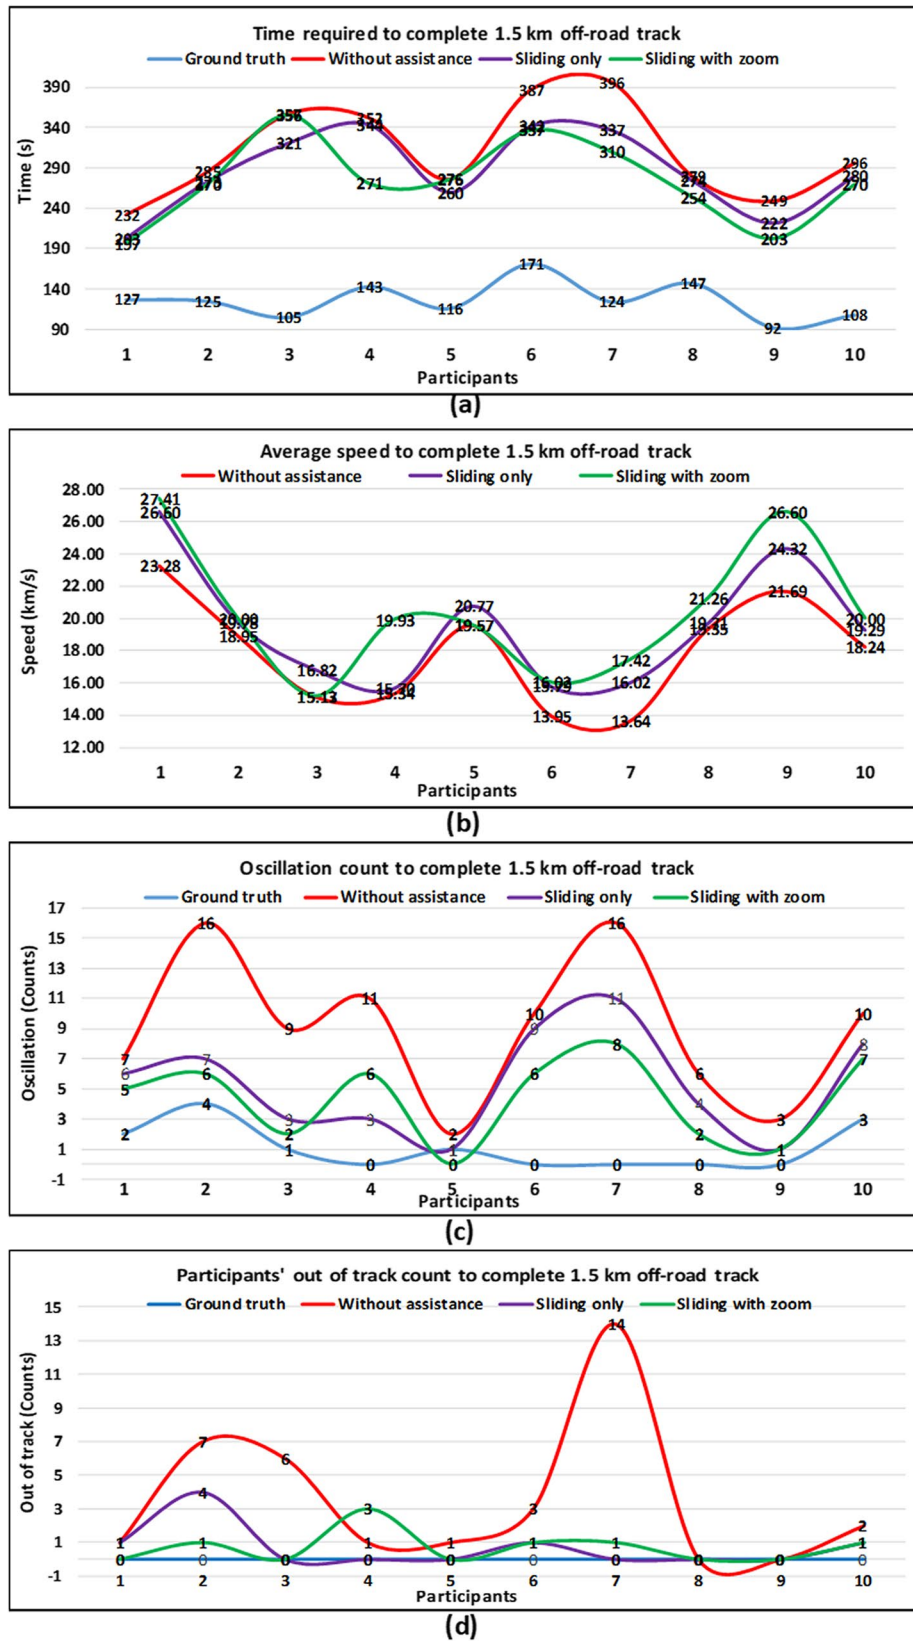 Time required to complete 1.5 km off-road track
Ground truth Without assistance Sliding only Sliding with zoom
Time (s)
390
340
290
240
190
140
90
232 285 352 276 387 396 279 249 296
203 321 344 260 337 274 222 280
197 270 356 271 310 254 203 270
127 125 105 143 116 171 124 147 92 108
1 2 3 4 5 6 7 8 9 10
Participants
(a)
Average speed to complete 1.5 km off-road track
Without assistance Sliding only Sliding with zoom
Speed (km/s)
28.00
26.00
24.00
22.00
20.00
18.00
16.00
14.00
12.00
27.41 20.00 19.93 21.26 26.60 20.00
26.60 16.82 20.77 16.02 24.32 19.29
17.42
23.28 18.95 15.13 15.34 19.57 13.95 13.64 19.35 21.69 18.24
1 2 3 4 5 6 7 8 9 10
Participants
(b)
Oscillation count to complete 1.5 km off-road track
Ground truth Without assistance Sliding only Sliding with zoom
Oscillation (Counts)
17
15
13
11
9
7
5
3
1
-1
7 16 9 11 2 10 16 6 3 10
6 7 3 3 1 9 11 4 1 8
5 6 2 6 0 6 8 2 7
2 4 1 0 0 0 0 0 3
1 2 3 4 5 6 7 8 9 10
Participants
(c)
Participants' out of track count to complete 1.5 km off-road track
Ground truth Without assistance Sliding only Sliding with zoom
Out of track (Counts)
15
13
11
9
7
5
3
1
-1
14
1 7 6 1 1 3 2
4 3 1 1 1
0 1 0 0 0 0 0 0
0 0 0
1 2 3 4 5 6 7 8 9 10
Participants
(d)